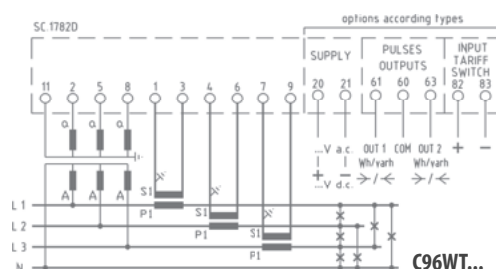 options according types
SC.1782D
SUPPLY
PULSES
OUTPUTS
INPUT
TARIFF
SWITCH
11 2 5 8 1 3 4 6 7 9 20 21 61 60 63 82 83
a a a
...V a.c.
+ −
...V d.c.
OUT 1 COM OUT 2
Wh/varh Wh/varh
+ −
A A A
S1
P1
S1
P1
S1
P1
L 1
L 2
L 3
N
C96WT...